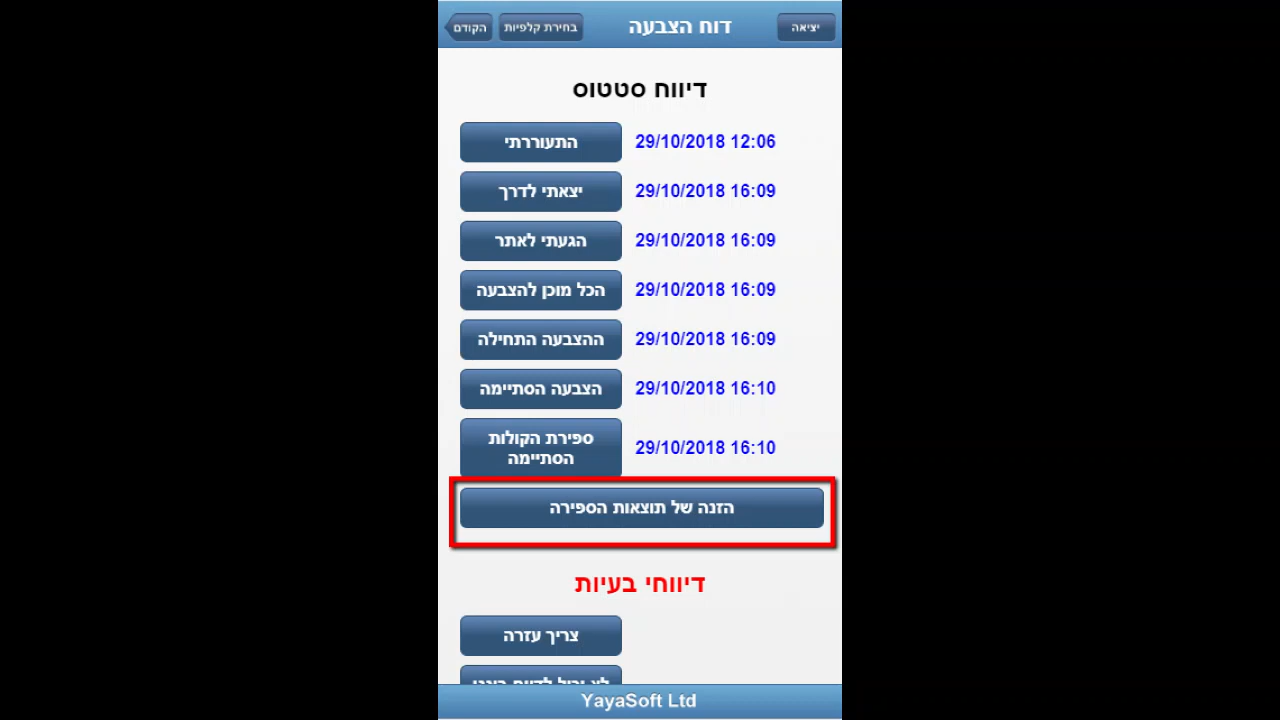 יציאה
דוח הצבעה
בחירת קלפיות
הקודם
דיווח סטטוס
התעוררתי 29/10/2018 12:06
יצאתי לדרך 29/10/2018 16:09
הגעתי לאתר 29/10/2018 16:09
הכל מוכן להצבעה 29/10/2018 16:09
ההצבעה התחילה 29/10/2018 16:09
הצבעה הסתיימה 29/10/2018 16:10
ספירת הקולות
הסתיימה 29/10/2018 16:10
הזנה של תוצאות הספירה
דיווחי בעיות
צריך עזרה
YayaSoft Ltd